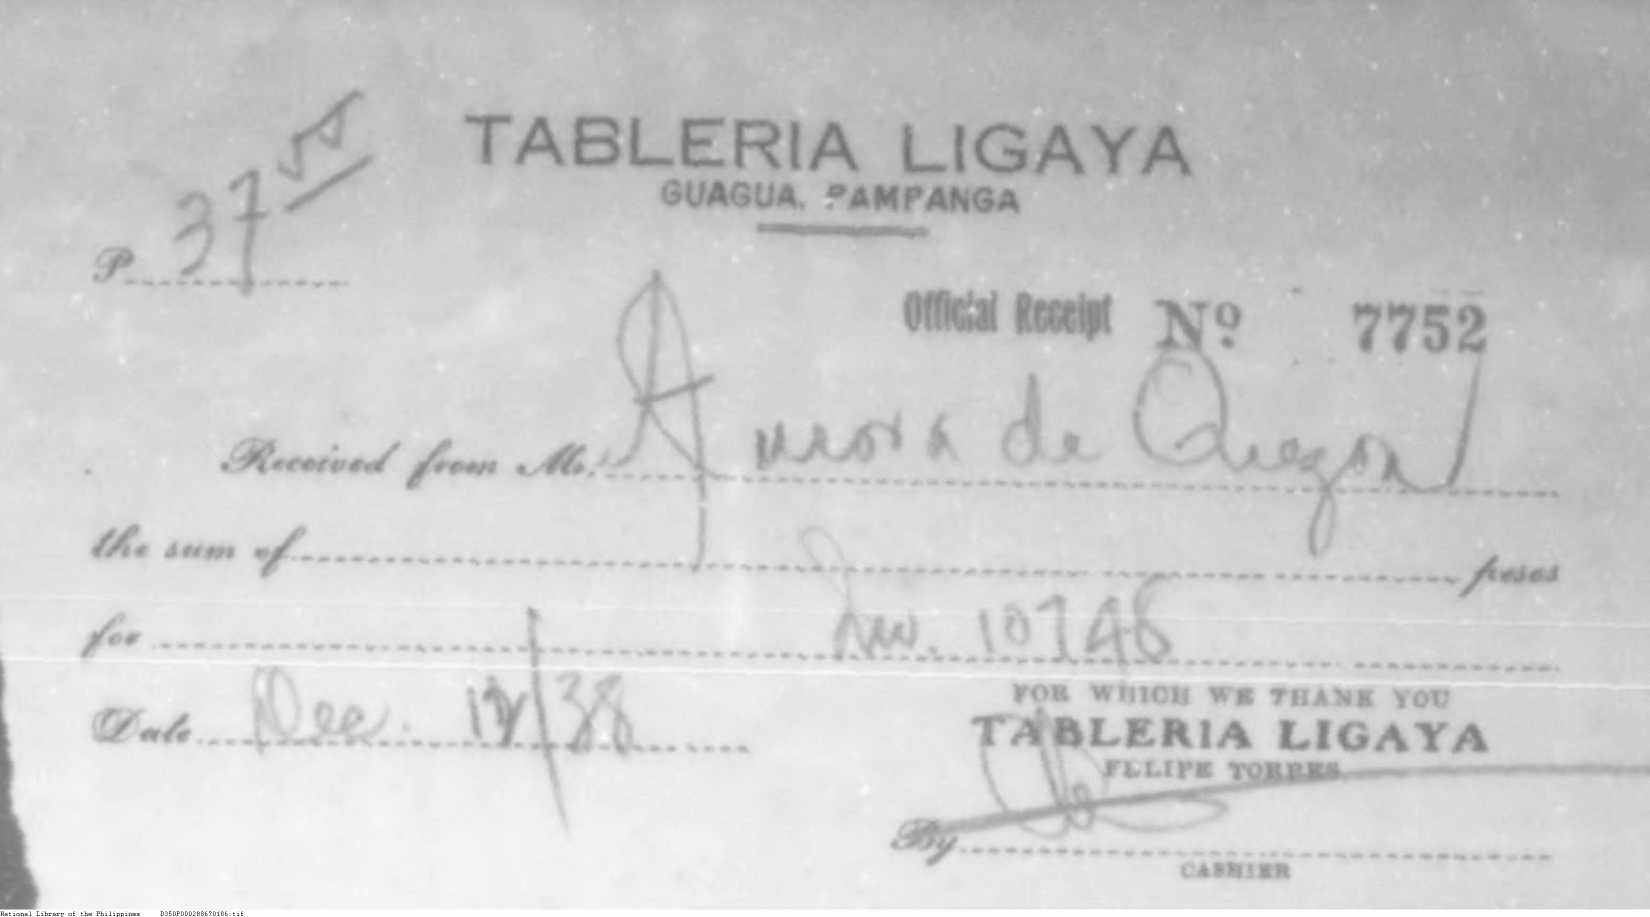 TABLERIA LIGAYA
GUAGUA, PAMPANGA
P 37
Official Receipt Nº 7752
Received from Mr. Aurora de Quezon
the sum of pesos
for Inv. 10746
Date Dec. /38
FOR WHICH WE THANK YOU
TABLERIA LIGAYA
FELIPE TORRES
By
CASHIER
National Library of the Philippines D350P000288670186.tif